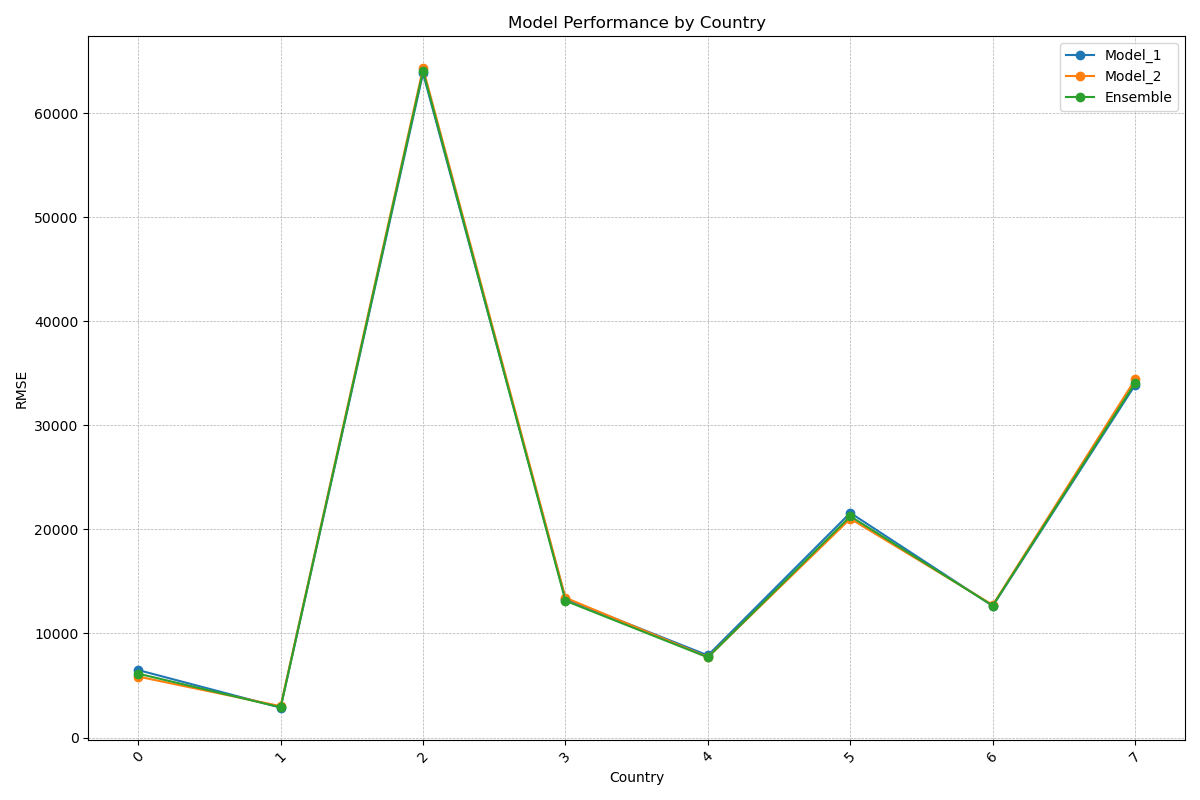 Model Performance by Country
Model_1
Model_2
Ensemble
RMSE
60000
50000
40000
30000
20000
10000
0
0 1 2 3 4 5 6 7
Country